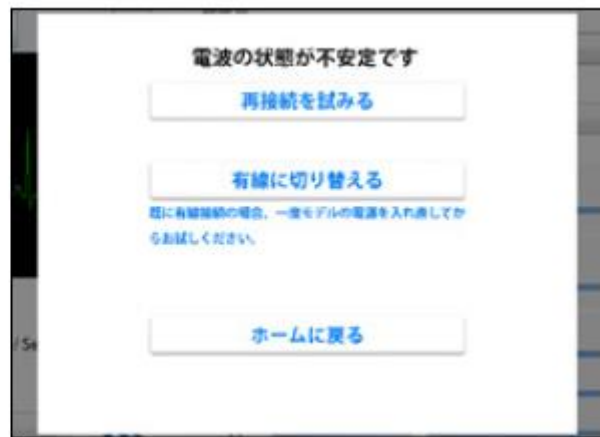 電波の状態が不安定です
再接続を試みる
有線に切り替える
既に有線接続の場合、一度モデルの電源を入れ直してか
らお試しください。
ホームに戻る
/ Se